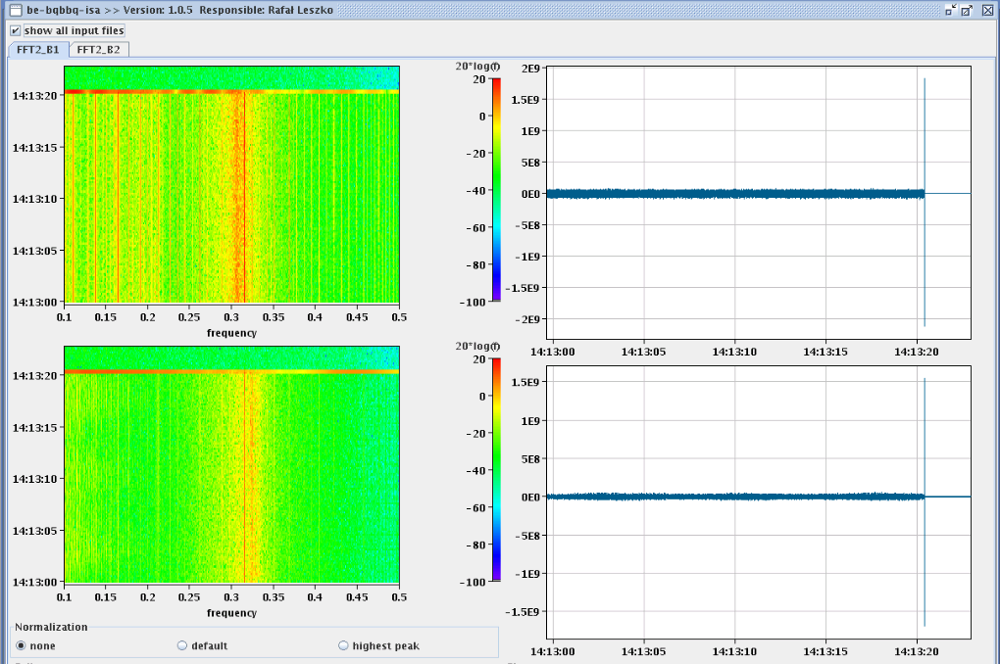 be-bqbbq-isa >> Version: 1.0.5 Responsible: Rafał Leszko
show all input files
FFT2_B1 FFT2_B2
20*log(f)
14:13:20
14:13:15
14:13:10
14:13:05
14:13:00
0.1 0.15 0.2 0.25 0.3 0.35 0.4 0.45 0.5
frequency
20
0
-20
-40
-60
-80
-100
2E9
1.5E9
1E9
5E8
0E0
-5E8
-1E9
-1.5E9
-2E9
14:13:00 14:13:05 14:13:10 14:13:15 14:13:20
20*log(f)
14:13:20
14:13:15
14:13:10
14:13:05
14:13:00
0.1 0.15 0.2 0.25 0.3 0.35 0.4 0.45 0.5
frequency
20
0
-20
-40
-60
-80
-100
1.5E9
1E9
5E8
0E0
-5E8
-1E9
-1.5E9
14:13:00 14:13:05 14:13:10 14:13:15 14:13:20
Normalization
none default highest peak